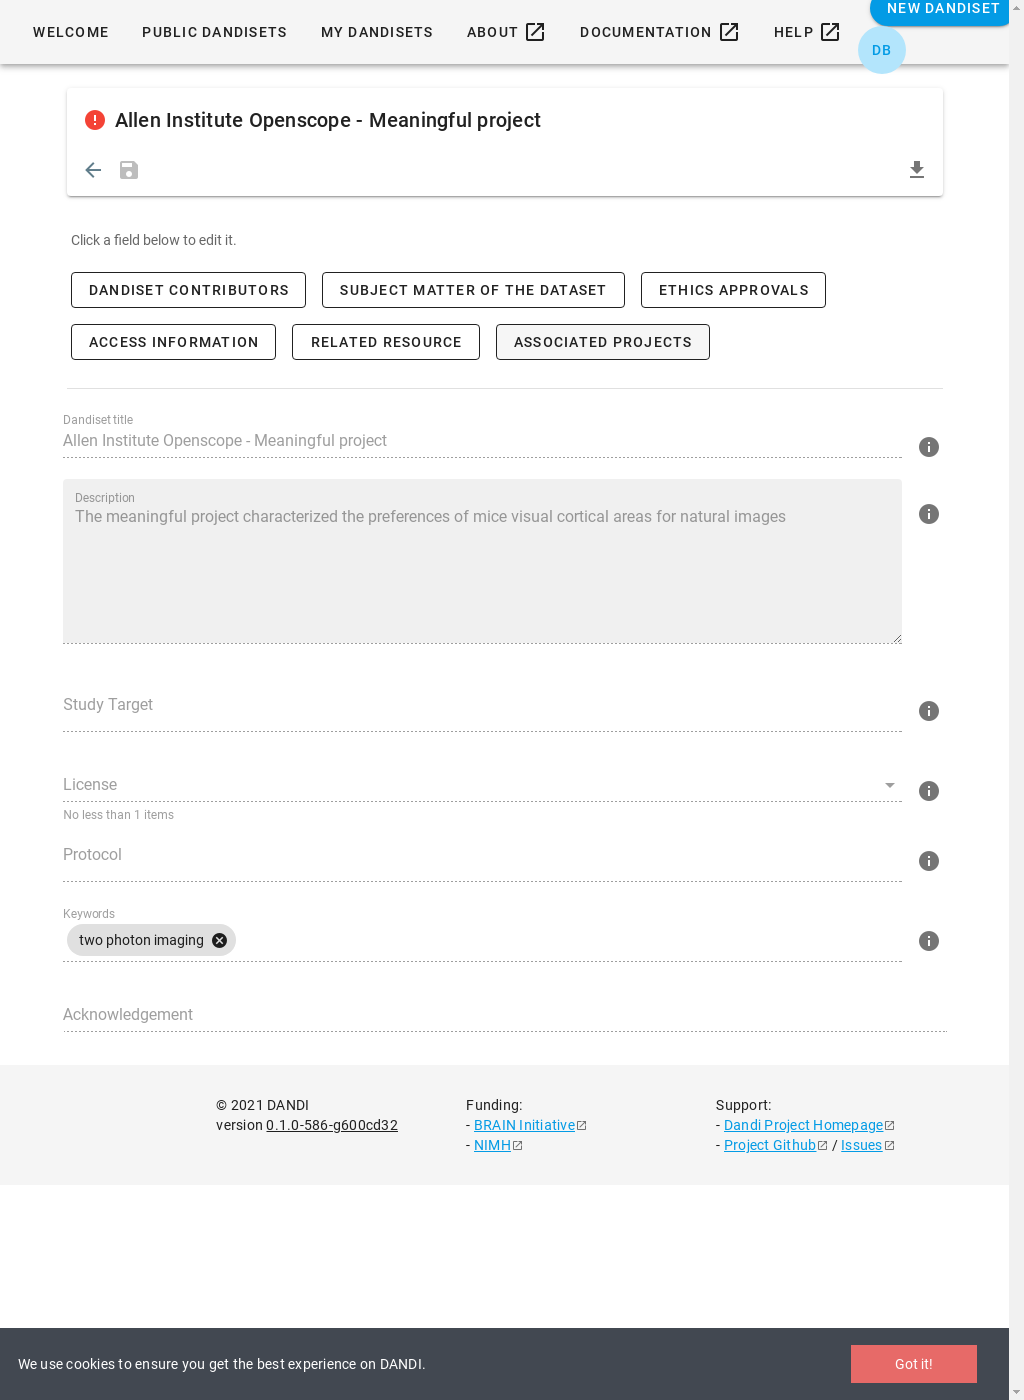 WELCOME PUBLIC DANDISETS MY DANDISETS ABOUT DOCUMENTATION HELP NEW DANDISET
DB
Allen Institute Openscope - Meaningful project
Click a field below to edit it.
DANDISET CONTRIBUTORS SUBJECT MATTER OF THE DATASET ETHICS APPROVALS
ACCESS INFORMATION RELATED RESOURCE ASSOCIATED PROJECTS
Dandiset title
Allen Institute Openscope - Meaningful project
Description
The meaningful project characterized the preferences of mice visual cortical areas for natural images
Study Target
License
No less than 1 items
Protocol
Keywords
two photon imaging
Acknowledgement
© 2021 DANDI
version 0.1.0-586-g600cd32
Funding:
- BRAIN Initiative
- NIMH
Support:
- Dandi Project Homepage
- Project Github / Issues
We use cookies to ensure you get the best experience on DANDI.
Got it!